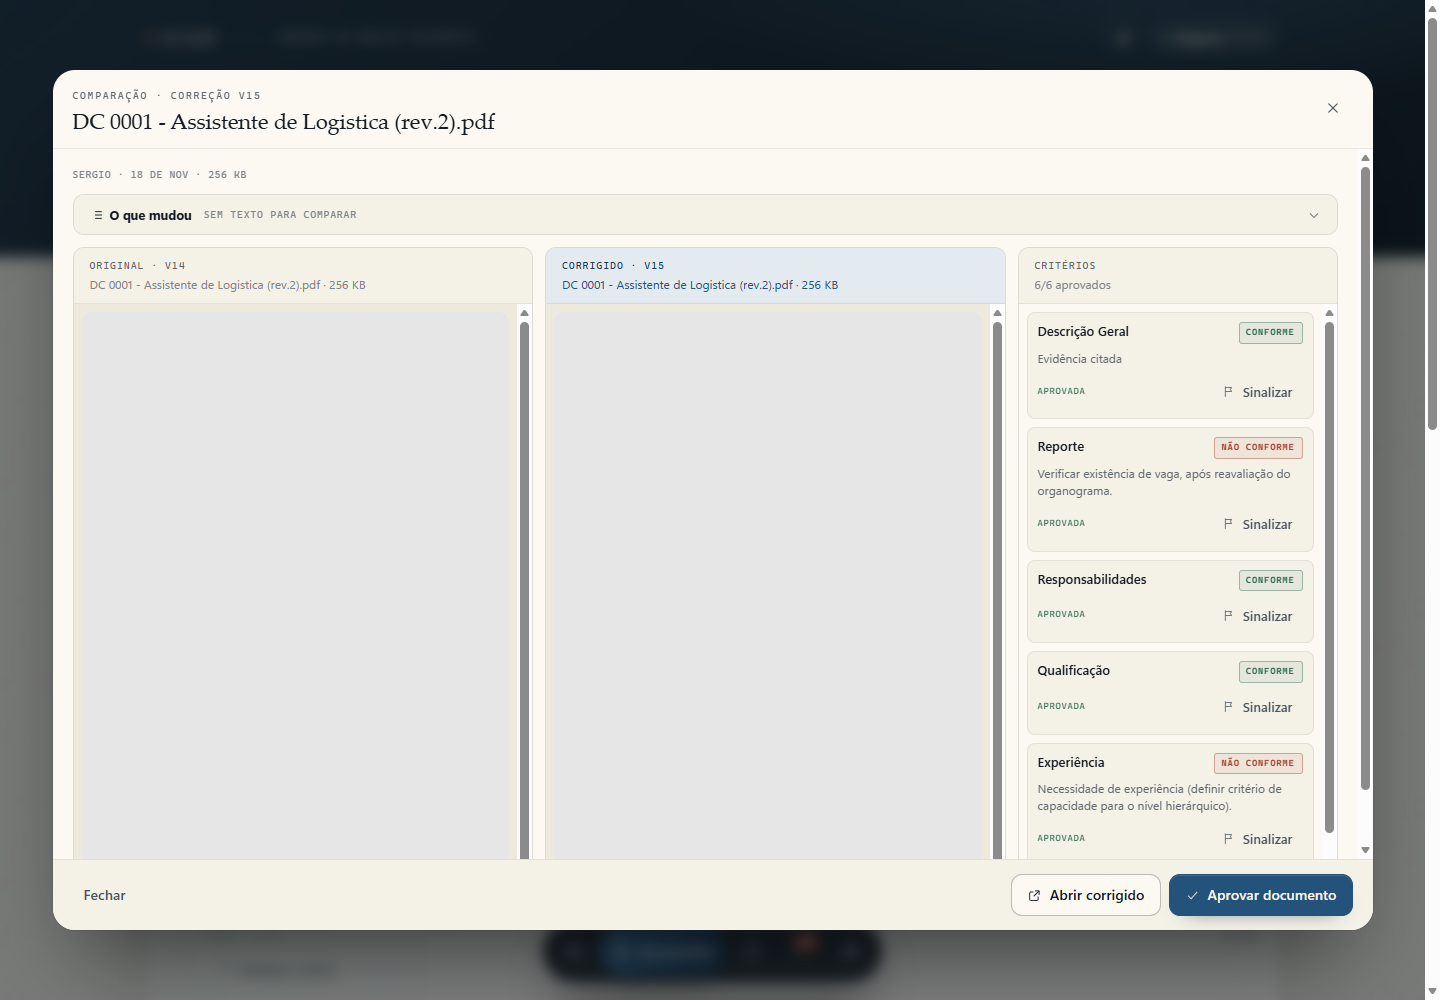 COMPARAÇÃO · CORREÇÃO V15
DC 0001 - Assistente de Logistica (rev.2).pdf
SERGIO · 18 DE NOV · 256 KB
O que mudou SEM TEXTO PARA COMPARAR
ORIGINAL · V14
DC 0001 - Assistente de Logistica (rev.2).pdf · 256 KB
CORRIGIDO · V15
DC 0001 - Assistente de Logistica (rev.2).pdf · 256 KB
CRITÉRIOS
6/6 aprovados
Descrição Geral CONFORME
Evidência citada
APROVADA Sinalizar
Reporte NÃO CONFORME
Verificar existência de vaga, após reavaliação do
organograma.
APROVADA Sinalizar
Responsabilidades CONFORME
APROVADA Sinalizar
Qualificação CONFORME
APROVADA Sinalizar
Experiência NÃO CONFORME
Necessidade de experiência (definir critério de
capacidade para o nível hierárquico).
APROVADA Sinalizar
Fechar
Abrir corrigido
Aprovar documento